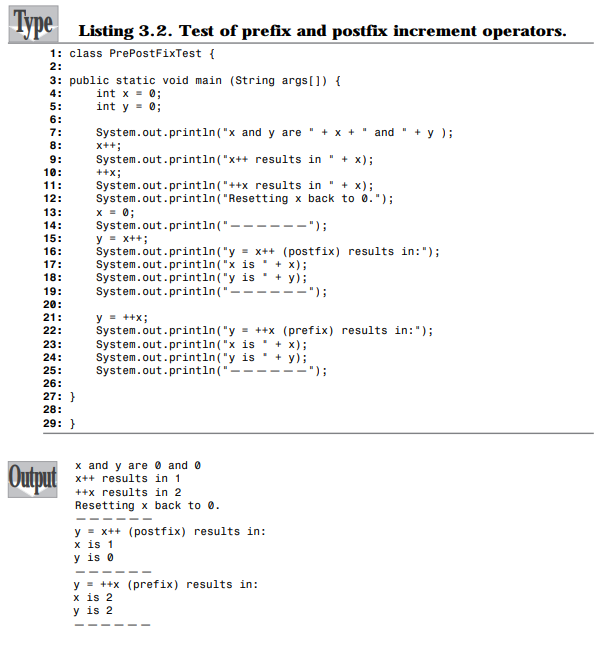 Type
Listing 3.2. Test of prefix and postfix increment operators.
1: class PrePostFixTest {
2:
3: public static void main (String args[]) {
4:     int x = 0;
5:     int y = 0;
6:
7:     System.out.println("x and y are " + x + " and " + y );
8:     x++;
9:     System.out.println("x++ results in " + x);
10:     ++x;
11:     System.out.println("++x results in " + x);
12:     System.out.println("Resetting x back to 0.");
13:     x = 0;
14:     System.out.println("——————");
15:     y = x++;
16:     System.out.println("y = x++ (postfix) results in:");
17:     System.out.println("x is " + x);
18:     System.out.println("y is " + y);
19:     System.out.println("——————");
20:
21:     y = ++x;
22:     System.out.println("y = ++x (prefix) results in:");
23:     System.out.println("x is " + x);
24:     System.out.println("y is " + y);
25:     System.out.println("——————");
26:
27: }
28:
29: }
Output
x and y are 0 and 0
x++ results in 1
++x results in 2
Resetting x back to 0.
——————
y = x++ (postfix) results in:
x is 1
y is 0
——————
y = ++x (prefix) results in:
x is 2
y is 2
——————